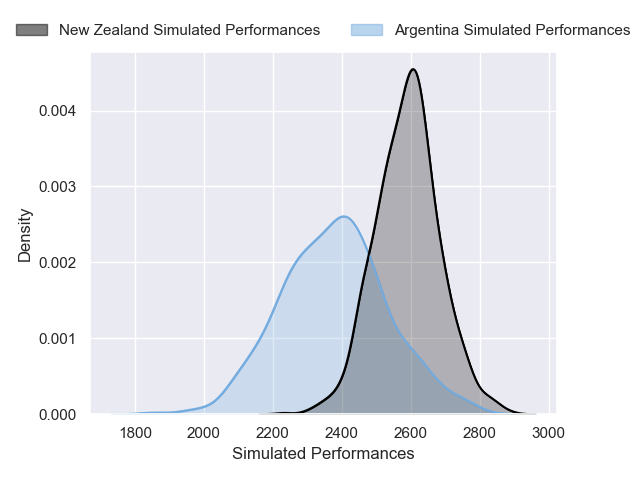 New Zealand Simulated Performances
Argentina Simulated Performances
Density
0.004
0.003
0.002
0.001
0.000
1800 2000 2200 2400 2600 2800 3000
Simulated Performances